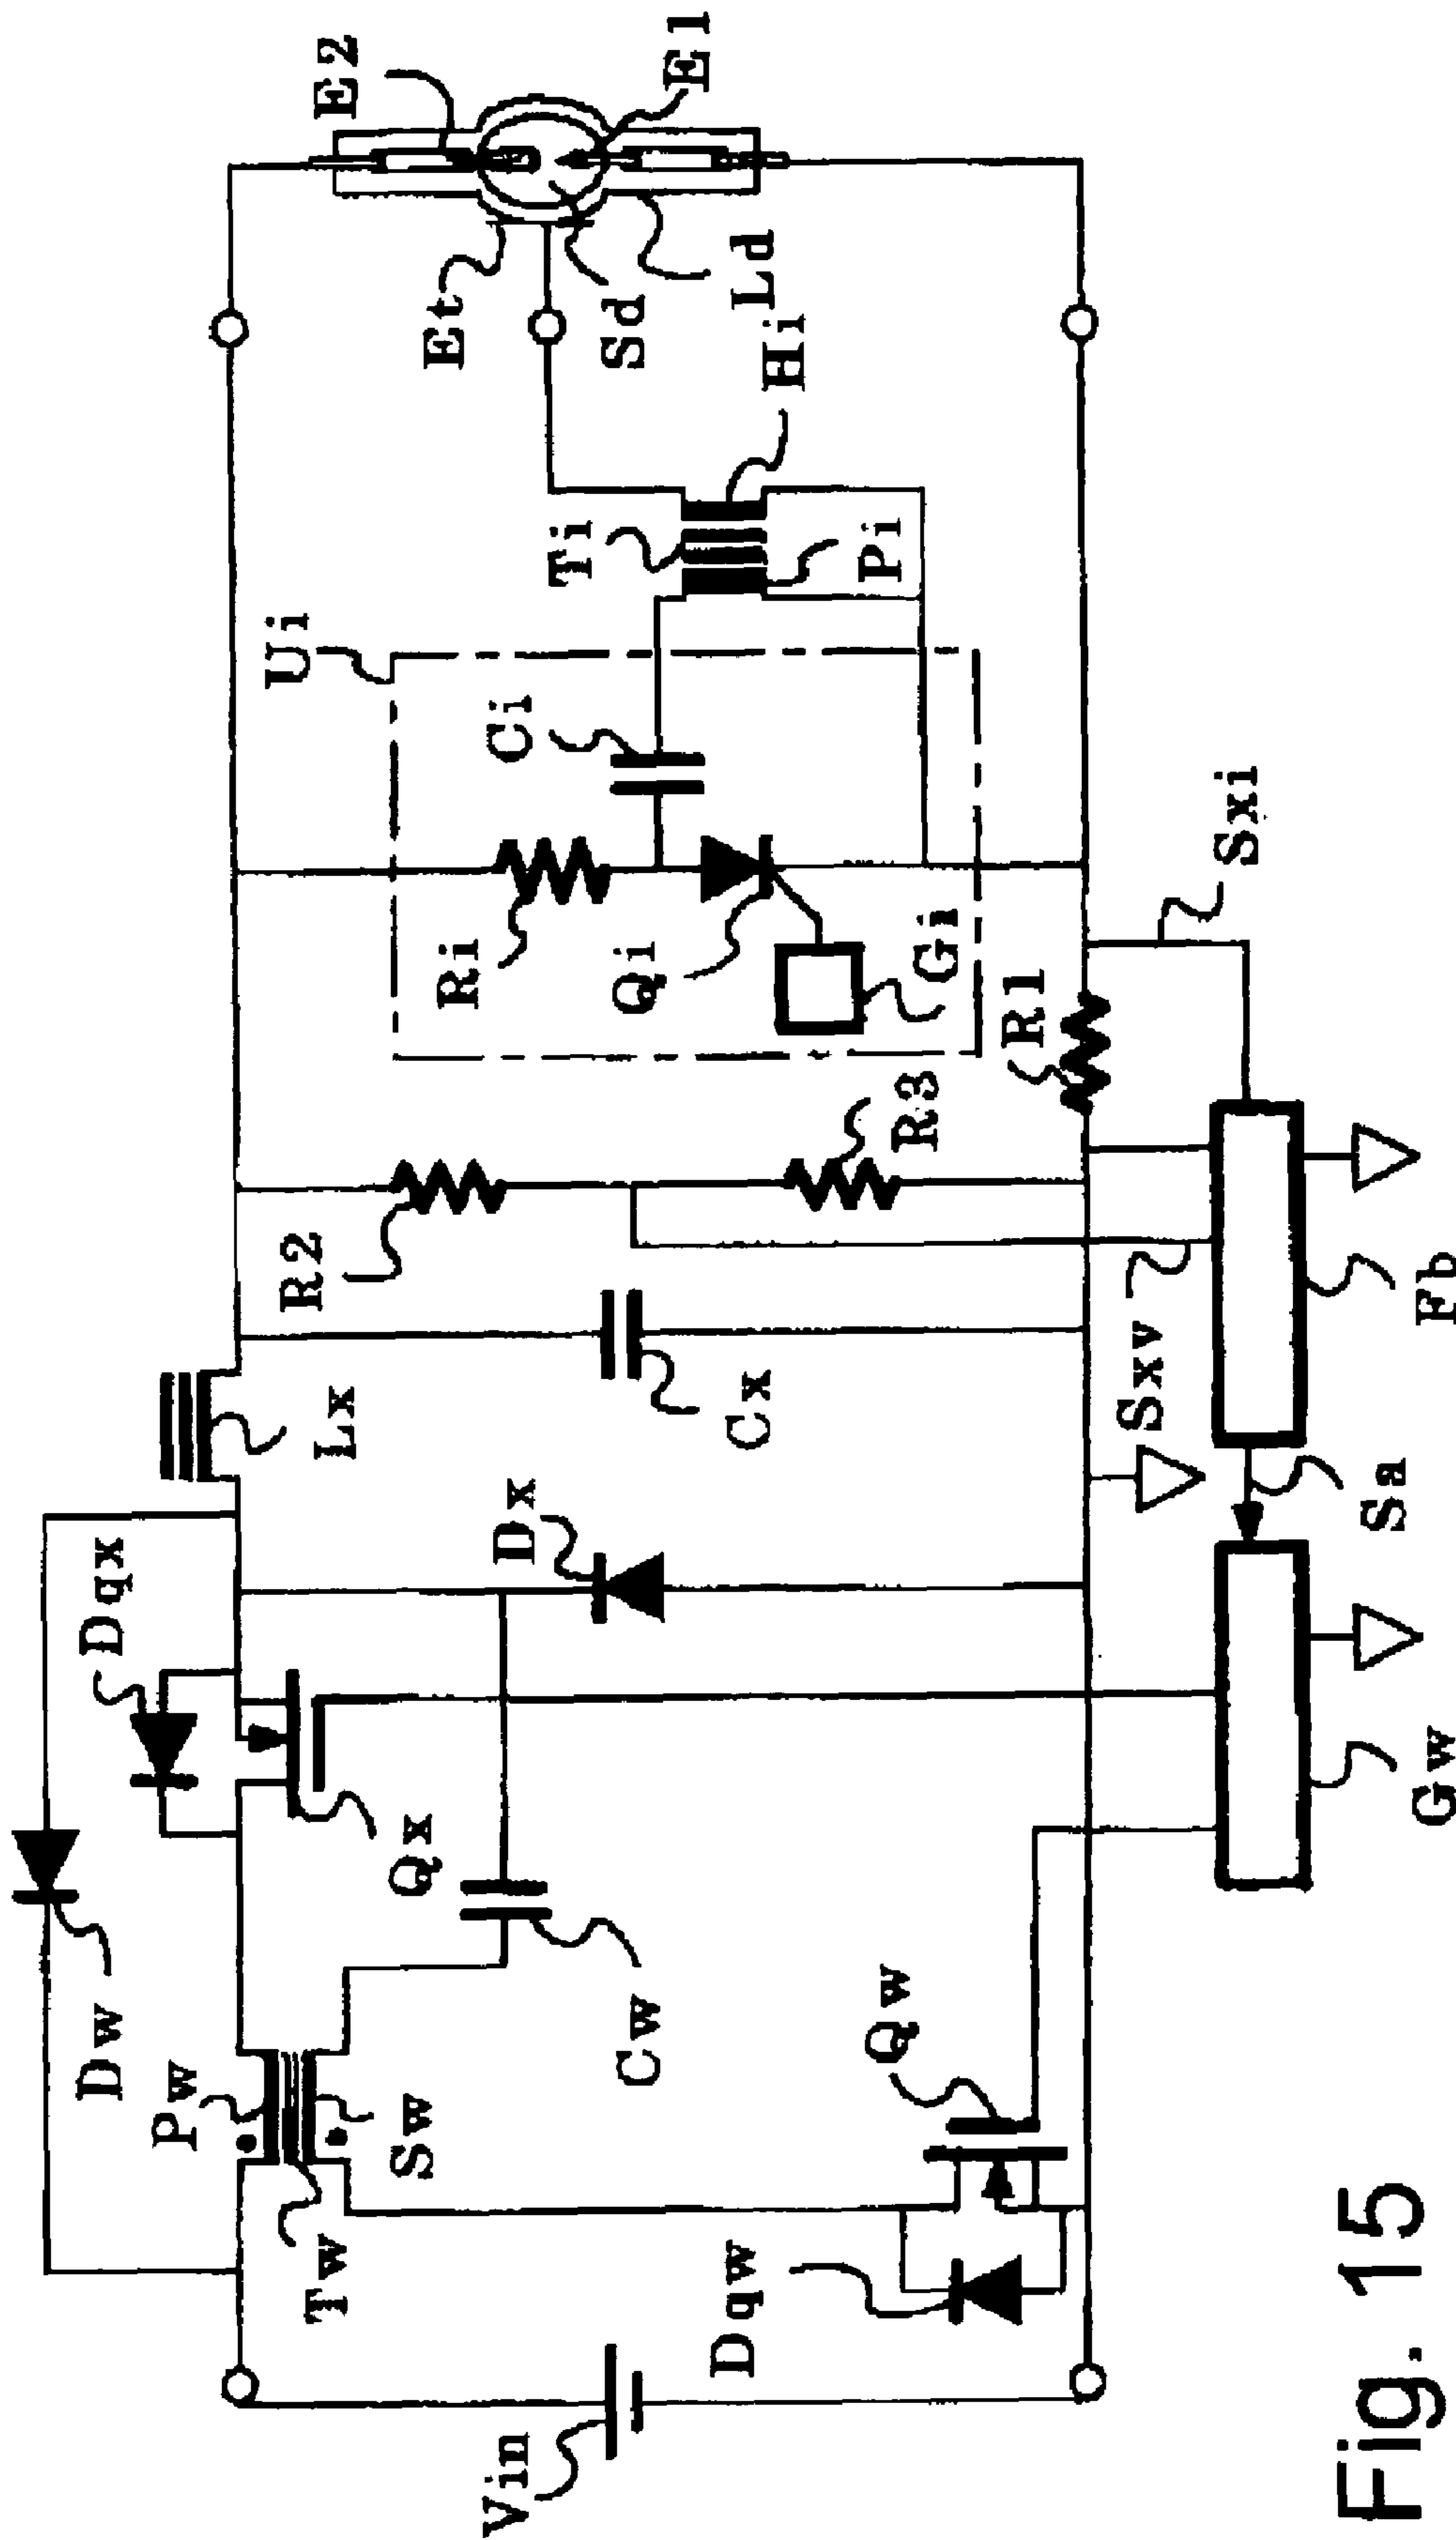 Dw
Dqx
Lx
Pw
Tw
Sw
Qx
Cw
Dx
Cx
R2
R3
Ui
Ri
Ci
Qi
Gi
Ti
Pi
Hi
Et
E2
Sd
E1
Ld
Vin
Dqw
Qw
R1
Sxi
Sxv
Gw
Sa
Fb
Fig. 15